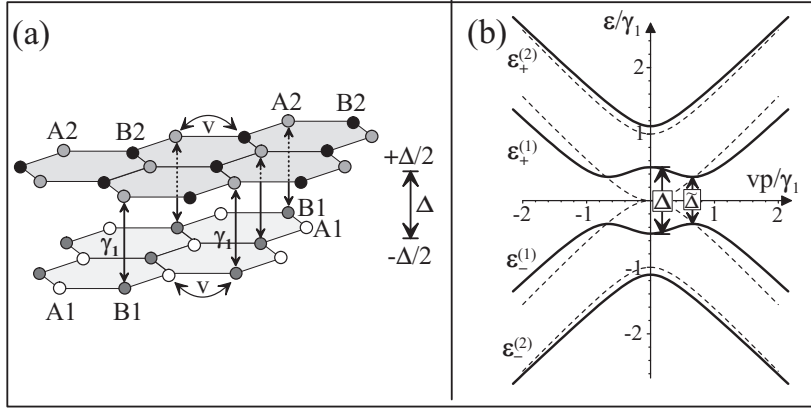 (a)
A2 B2
v
A2 B2
+Δ/2
Δ
-Δ/2
B1
A1
γ₁
γ₁
v
A1 B1
(b)
ε/γ₁
2
1
ε₊⁽²⁾
ε₊⁽¹⁾
vp/γ₁
-2 -1 1 2
Δ Δ̃
ε₋⁽¹⁾
-1
-2
ε₋⁽²⁾